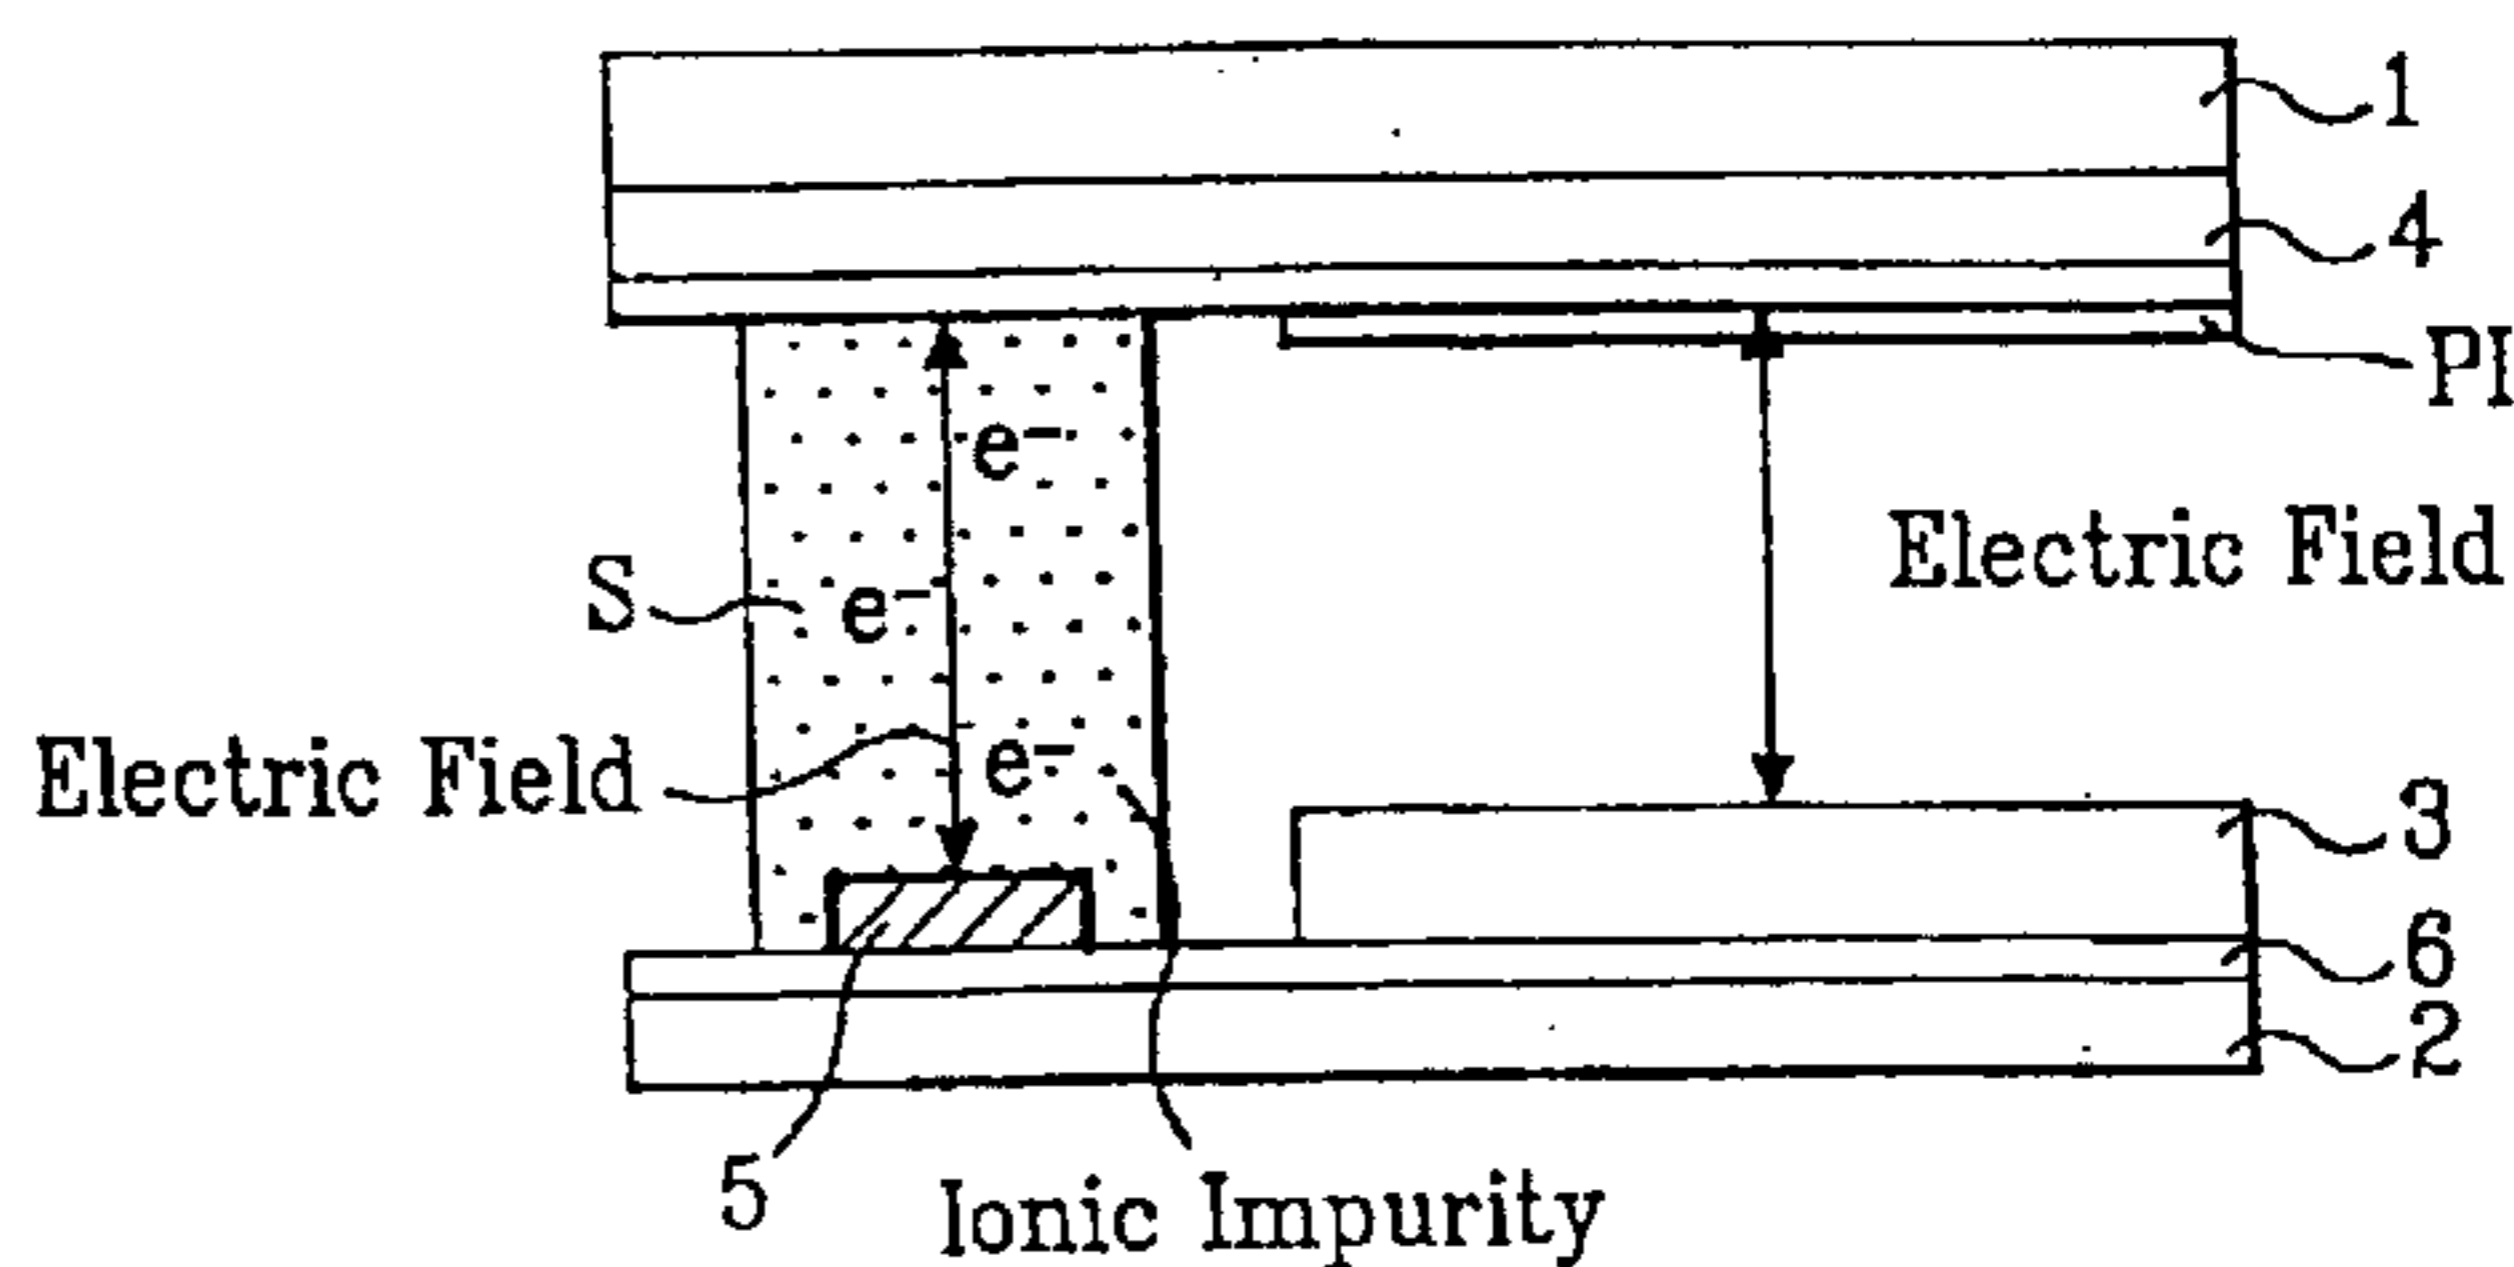 1
4
PI
e⁻
Electric Field
S
e⁻
Electric Field
e⁻
3
6
2
5
Ionic Impurity